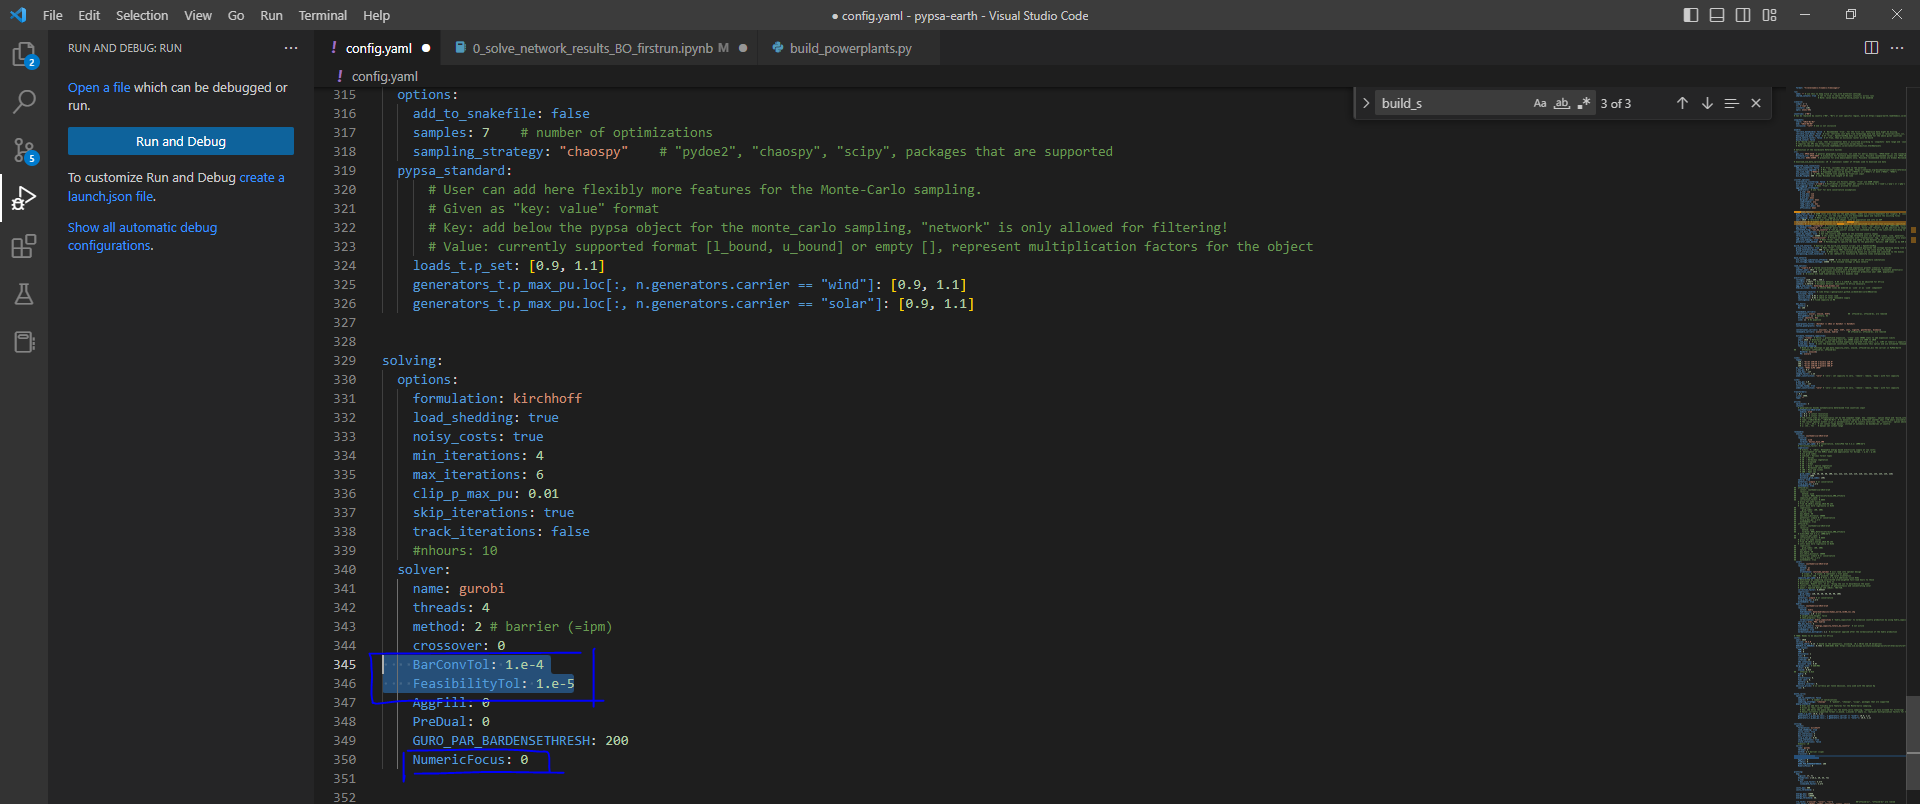 File Edit Selection View Go Run Terminal Help
● config.yaml - pypsa-earth - Visual Studio Code
RUN AND DEBUG: RUN ...
2
5
Open a file which can be debugged or
run.
Run and Debug
To customize Run and Debug create a
launch.json file.
Show all automatic debug
configurations.
! config.yaml ● 0_solve_network_results_BO_firstrun.ipynb M ● build_powerplants.py
! config.yaml
build_s Aa ab .* 3 of 3
315 options:
316 add_to_snakefile: false
317 samples: 7 # number of optimizations
318 sampling_strategy: "chaospy" # "pydoe2", "chaospy", "scipy", packages that are supported
319 pypsa_standard:
320 # User can add here flexibly more features for the Monte-Carlo sampling.
321 # Given as "key: value" format
322 # Key: add below the pypsa object for the monte_carlo sampling, "network" is only allowed for filtering!
323 # Value: currently supported format [l_bound, u_bound] or empty [], represent multiplication factors for the object
324 loads_t.p_set: [0.9, 1.1]
325 generators_t.p_max_pu.loc[:, n.generators.carrier == "wind"]: [0.9, 1.1]
326 generators_t.p_max_pu.loc[:, n.generators.carrier == "solar"]: [0.9, 1.1]
327
328
329 solving:
330 options:
331 formulation: kirchhoff
332 load_shedding: true
333 noisy_costs: true
334 min_iterations: 4
335 max_iterations: 6
336 clip_p_max_pu: 0.01
337 skip_iterations: true
338 track_iterations: false
339 #nhours: 10
340 solver:
341 name: gurobi
342 threads: 4
343 method: 2 # barrier (=ipm)
344 crossover: 0
345 BarConvTol: 1.e-4
346 FeasibilityTol: 1.e-5
347 AggFill: 0
348 PreDual: 0
349 GURO_PAR_BARDENSETHRESH: 200
350 NumericFocus: 0
351
352